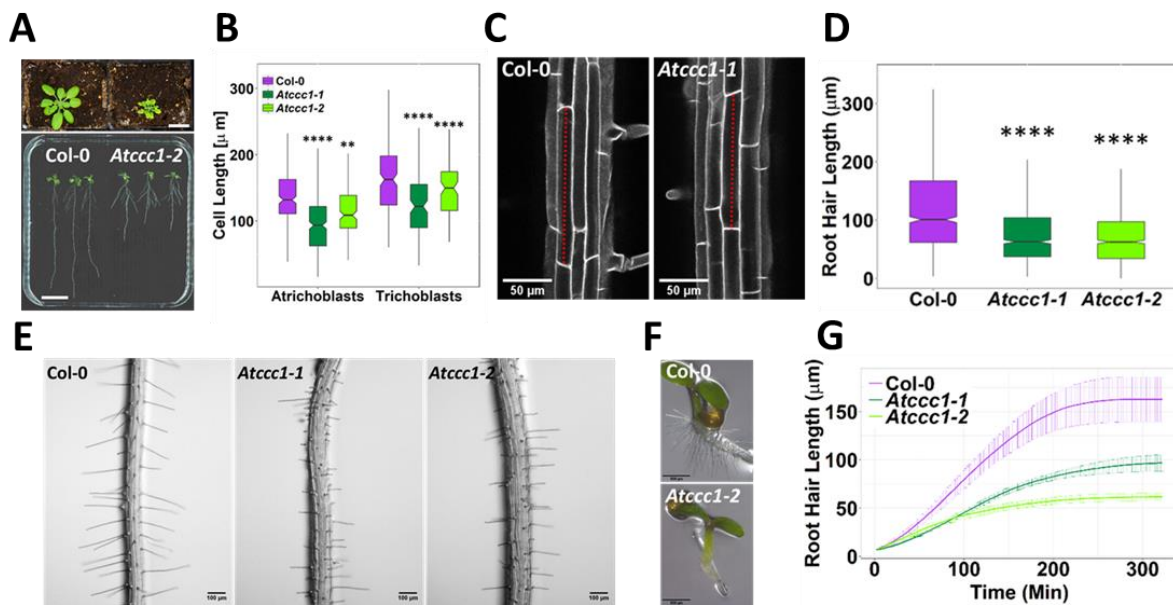 A
Col-0
Atccc1-2
B
Cell Length [μ m]
300
200
100
Col-0
Atccc1-1
Atccc1-2
****
**
****
****
Atrichoblasts
Trichoblasts
C
Col-0
Atccc1-1
50 μm
50 μm
D
Root Hair Length (μm)
300
200
100
0
****
****
Col-0
Atccc1-1
Atccc1-2
E
Col-0
Atccc1-1
Atccc1-2
100 μm
100 μm
100 μm
F
Col-0
Atccc1-2
G
Root Hair Length (μm)
150
100
50
0
Col-0
Atccc1-1
Atccc1-2
0
100
200
300
Time (Min)